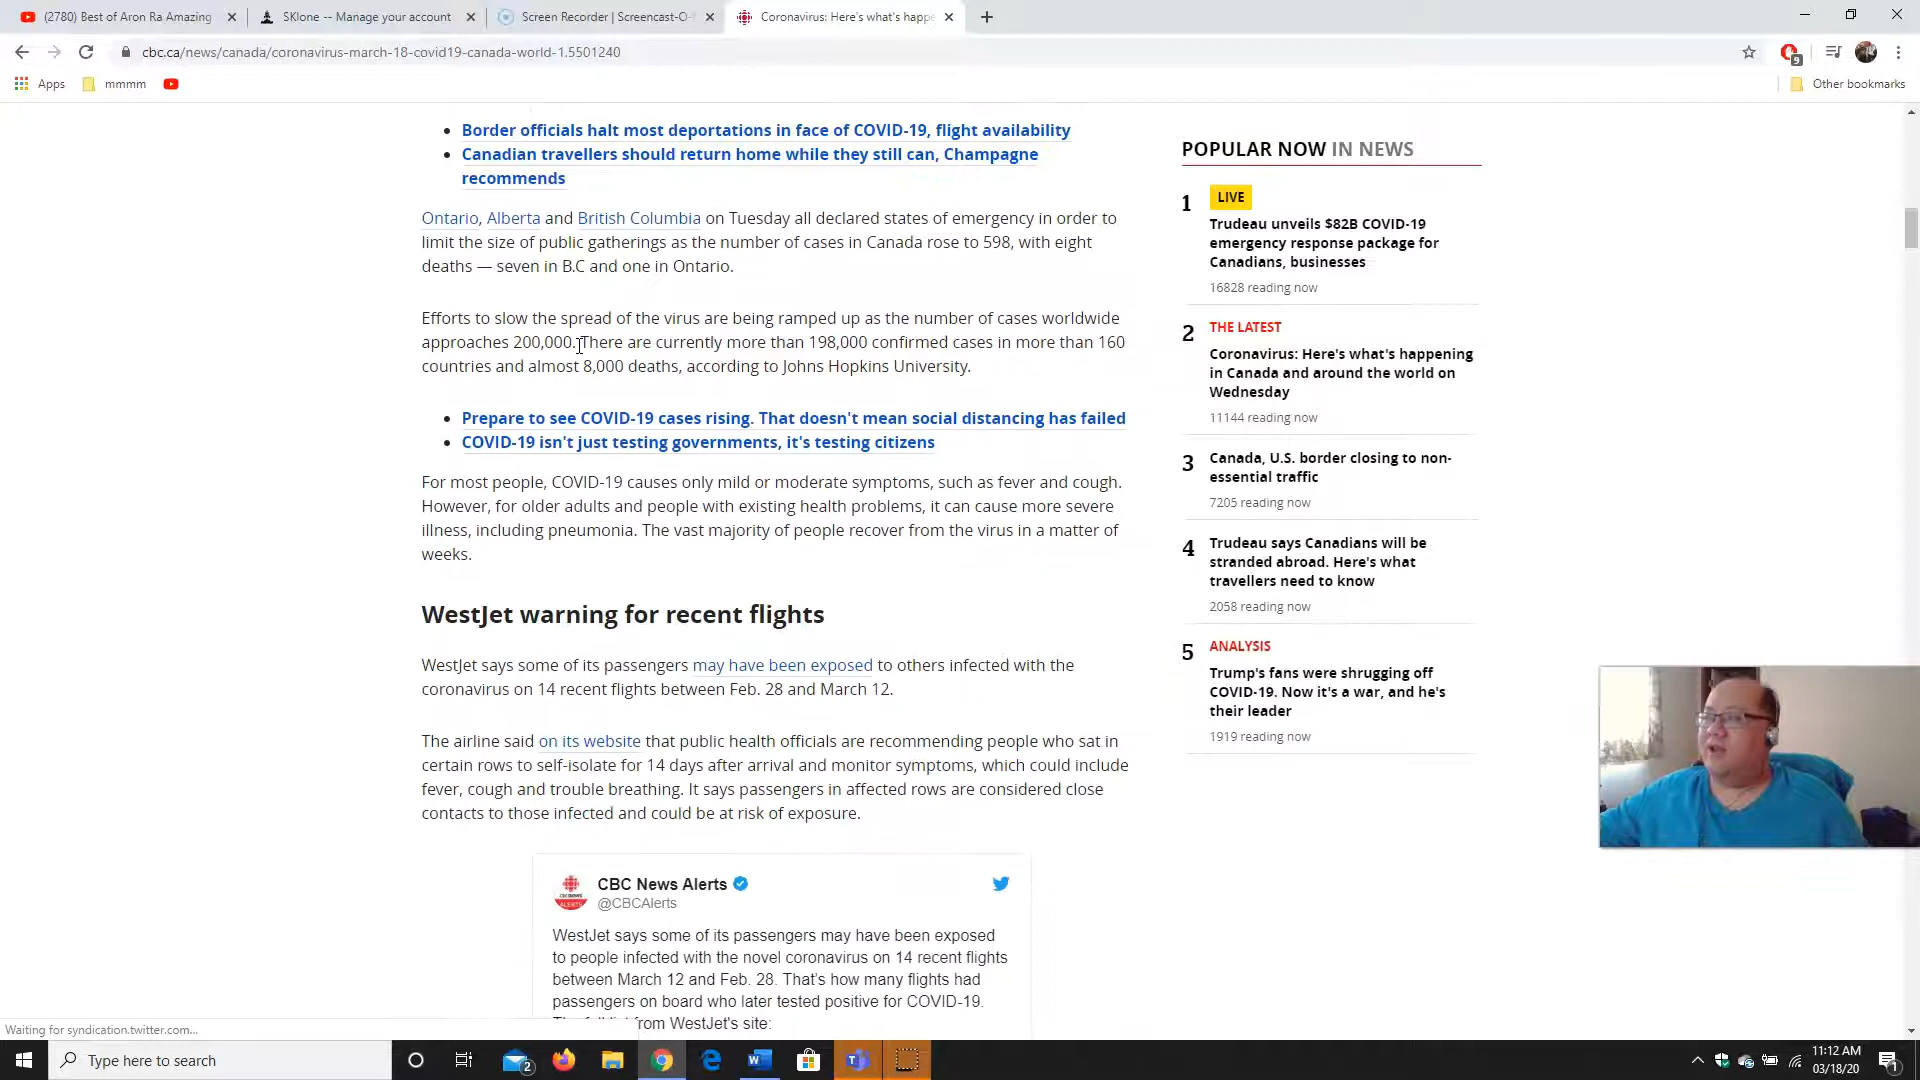 (2780) Best of Aron Ra Amazing
SKlone -- Manage your account
Screen Recorder | Screencast-O-
Coronavirus: Here's what's happe
cbc.ca/news/canada/coronavirus-march-18-covid19-canada-world-1.5501240
9
Apps
mmmm
Other bookmarks
Border officials halt most deportations in face of COVID-19, flight availability
Canadian travellers should return home while they still can, Champagne
recommends
Ontario, Alberta and British Columbia on Tuesday all declared states of emergency in order to
limit the size of public gatherings as the number of cases in Canada rose to 598, with eight
deaths — seven in B.C and one in Ontario.
Efforts to slow the spread of the virus are being ramped up as the number of cases worldwide
approaches 200,000. There are currently more than 198,000 confirmed cases in more than 160
countries and almost 8,000 deaths, according to Johns Hopkins University.
Prepare to see COVID-19 cases rising. That doesn't mean social distancing has failed
COVID-19 isn't just testing governments, it's testing citizens
For most people, COVID-19 causes only mild or moderate symptoms, such as fever and cough.
However, for older adults and people with existing health problems, it can cause more severe
illness, including pneumonia. The vast majority of people recover from the virus in a matter of
weeks.
WestJet warning for recent flights
WestJet says some of its passengers may have been exposed to others infected with the
coronavirus on 14 recent flights between Feb. 28 and March 12.
The airline said on its website that public health officials are recommending people who sat in
certain rows to self-isolate for 14 days after arrival and monitor symptoms, which could include
fever, cough and trouble breathing. It says passengers in affected rows are considered close
contacts to those infected and could be at risk of exposure.
CBC News Alerts
@CBCAlerts
WestJet says some of its passengers may have been exposed
to people infected with the novel coronavirus on 14 recent flights
between March 12 and Feb. 28. That's how many flights had
passengers on board who later tested positive for COVID-19.
from WestJet's site:
POPULAR NOW IN NEWS
1
LIVE
Trudeau unveils $82B COVID-19
emergency response package for
Canadians, businesses
16828 reading now
2
THE LATEST
Coronavirus: Here's what's happening
in Canada and around the world on
Wednesday
11144 reading now
3
Canada, U.S. border closing to non-
essential traffic
7205 reading now
4
Trudeau says Canadians will be
stranded abroad. Here's what
travellers need to know
2058 reading now
5
ANALYSIS
Trump's fans were shrugging off
COVID-19. Now it's a war, and he's
their leader
1919 reading now
Waiting for syndication.twitter.com...
Type here to search
2
11:12 AM
03/18/20
1